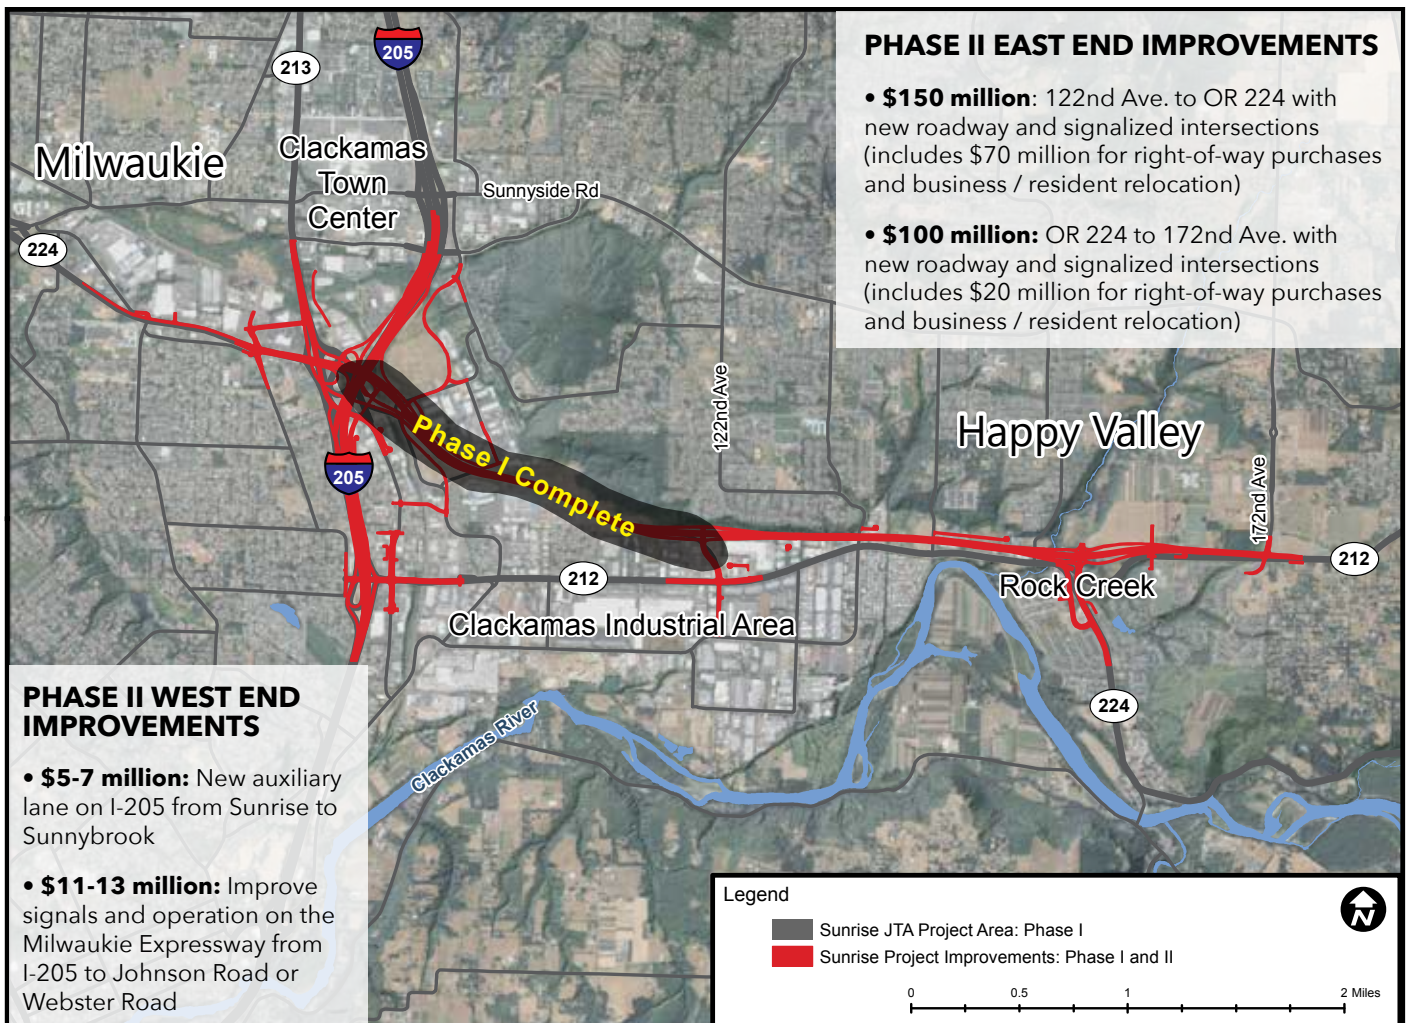 PHASE II EAST END IMPROVEMENTS
• $150 million: 122nd Ave. to OR 224 with
new roadway and signalized intersections
(includes $70 million for right-of-way purchases
and business / resident relocation)
• $100 million: OR 224 to 172nd Ave. with
new roadway and signalized intersections
(includes $20 million for right-of-way purchases
and business / resident relocation)
205
213
Milwaukie
Clackamas
Town
Center
Sunnyside Rd
224
122nd Ave
Happy Valley
Phase I Complete
205
172nd Ave
212
212
Rock Creek
Clackamas Industrial Area
224
Clackamas River
PHASE II WEST END
IMPROVEMENTS
• $5-7 million: New auxiliary
lane on I-205 from Sunrise to
Sunnybrook
• $11-13 million: Improve
signals and operation on the
Milwaukie Expressway from
I-205 to Johnson Road or
Webster Road
Legend
N
Sunrise JTA Project Area: Phase I
Sunrise Project Improvements: Phase I and II
0 0.5 1 2 Miles